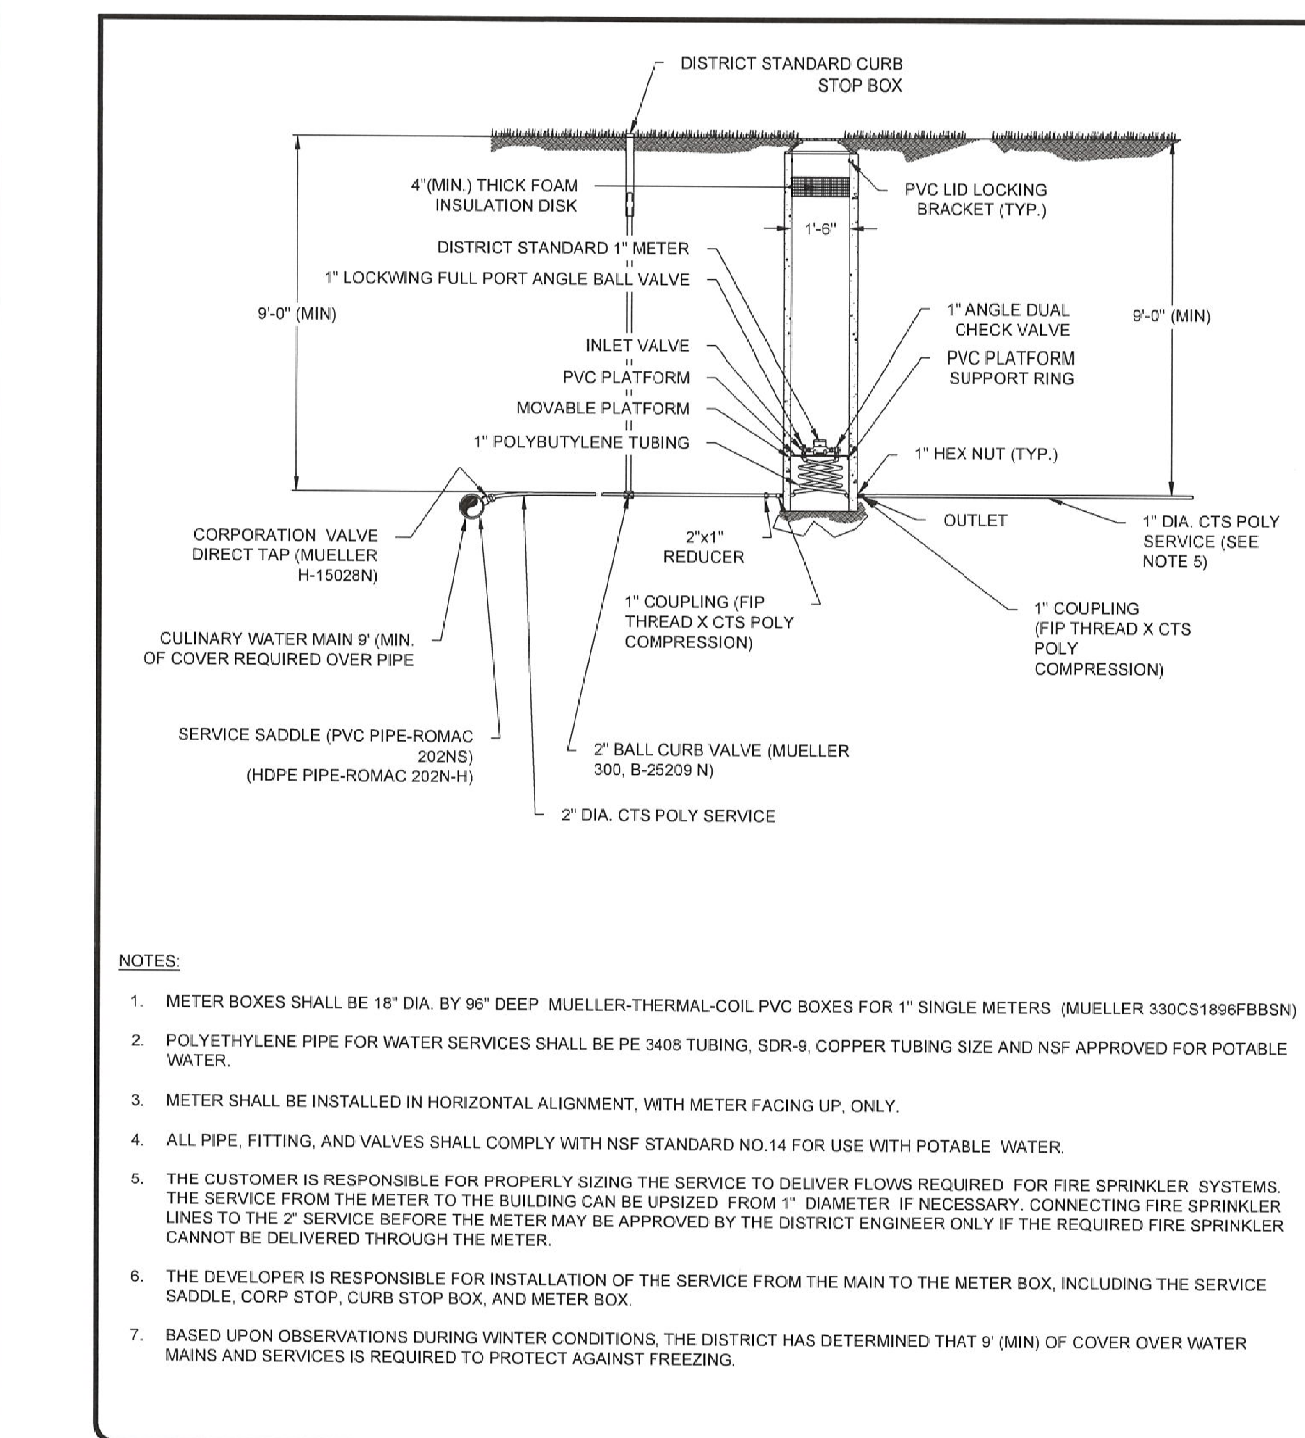 DISTRICT STANDARD CURB
STOP BOX
4"(MIN.) THICK FOAM
INSULATION DISK
PVC LID LOCKING
BRACKET (TYP.)
1'-6"
DISTRICT STANDARD 1" METER
1" LOCKWING FULL PORT ANGLE BALL VALVE
9'-0" (MIN)
1" ANGLE DUAL
CHECK VALVE
9'-0" (MIN)
INLET VALVE
PVC PLATFORM
SUPPORT RING
PVC PLATFORM
MOVABLE PLATFORM
1" POLYBUTYLENE TUBING
1" HEX NUT (TYP.)
OUTLET
CORPORATION VALVE
DIRECT TAP (MUELLER
H-15028N)
2"x1"
REDUCER
1" DIA. CTS POLY
SERVICE (SEE
NOTE 5)
1" COUPLING (FIP
THREAD X CTS POLY
COMPRESSION)
1" COUPLING
(FIP THREAD X CTS
POLY
COMPRESSION)
CULINARY WATER MAIN 9' (MIN.
OF COVER REQUIRED OVER PIPE
SERVICE SADDLE (PVC PIPE-ROMAC
202NS)
(HDPE PIPE-ROMAC 202N-H)
2" BALL CURB VALVE (MUELLER
300, B-25209 N)
2" DIA. CTS POLY SERVICE
NOTES:
1. METER BOXES SHALL BE 18" DIA. BY 96" DEEP MUELLER-THERMAL-COIL PVC BOXES FOR 1" SINGLE METERS (MUELLER 330CS1896FBBSN)
2. POLYETHYLENE PIPE FOR WATER SERVICES SHALL BE PE 3408 TUBING, SDR-9, COPPER TUBING SIZE AND NSF APPROVED FOR POTABLE
WATER.
3. METER SHALL BE INSTALLED IN HORIZONTAL ALIGNMENT, WITH METER FACING UP, ONLY.
4. ALL PIPE, FITTING, AND VALVES SHALL COMPLY WITH NSF STANDARD NO.14 FOR USE WITH POTABLE WATER.
5. THE CUSTOMER IS RESPONSIBLE FOR PROPERLY SIZING THE SERVICE TO DELIVER FLOWS REQUIRED FOR FIRE SPRINKLER SYSTEMS.
THE SERVICE FROM THE METER TO THE BUILDING CAN BE UPSIZED FROM 1" DIAMETER IF NECESSARY. CONNECTING FIRE SPRINKLER
LINES TO THE 2" SERVICE BEFORE THE METER MAY BE APPROVED BY THE DISTRICT ENGINEER ONLY IF THE REQUIRED FIRE SPRINKLER
CANNOT BE DELIVERED THROUGH THE METER.
6. THE DEVELOPER IS RESPONSIBLE FOR INSTALLATION OF THE SERVICE FROM THE MAIN TO THE METER BOX, INCLUDING THE SERVICE
SADDLE, CORP STOP, CURB STOP BOX, AND METER BOX.
7. BASED UPON OBSERVATIONS DURING WINTER CONDITIONS, THE DISTRICT HAS DETERMINED THAT 9' (MIN) OF COVER OVER WATER
MAINS AND SERVICES IS REQUIRED TO PROTECT AGAINST FREEZING.